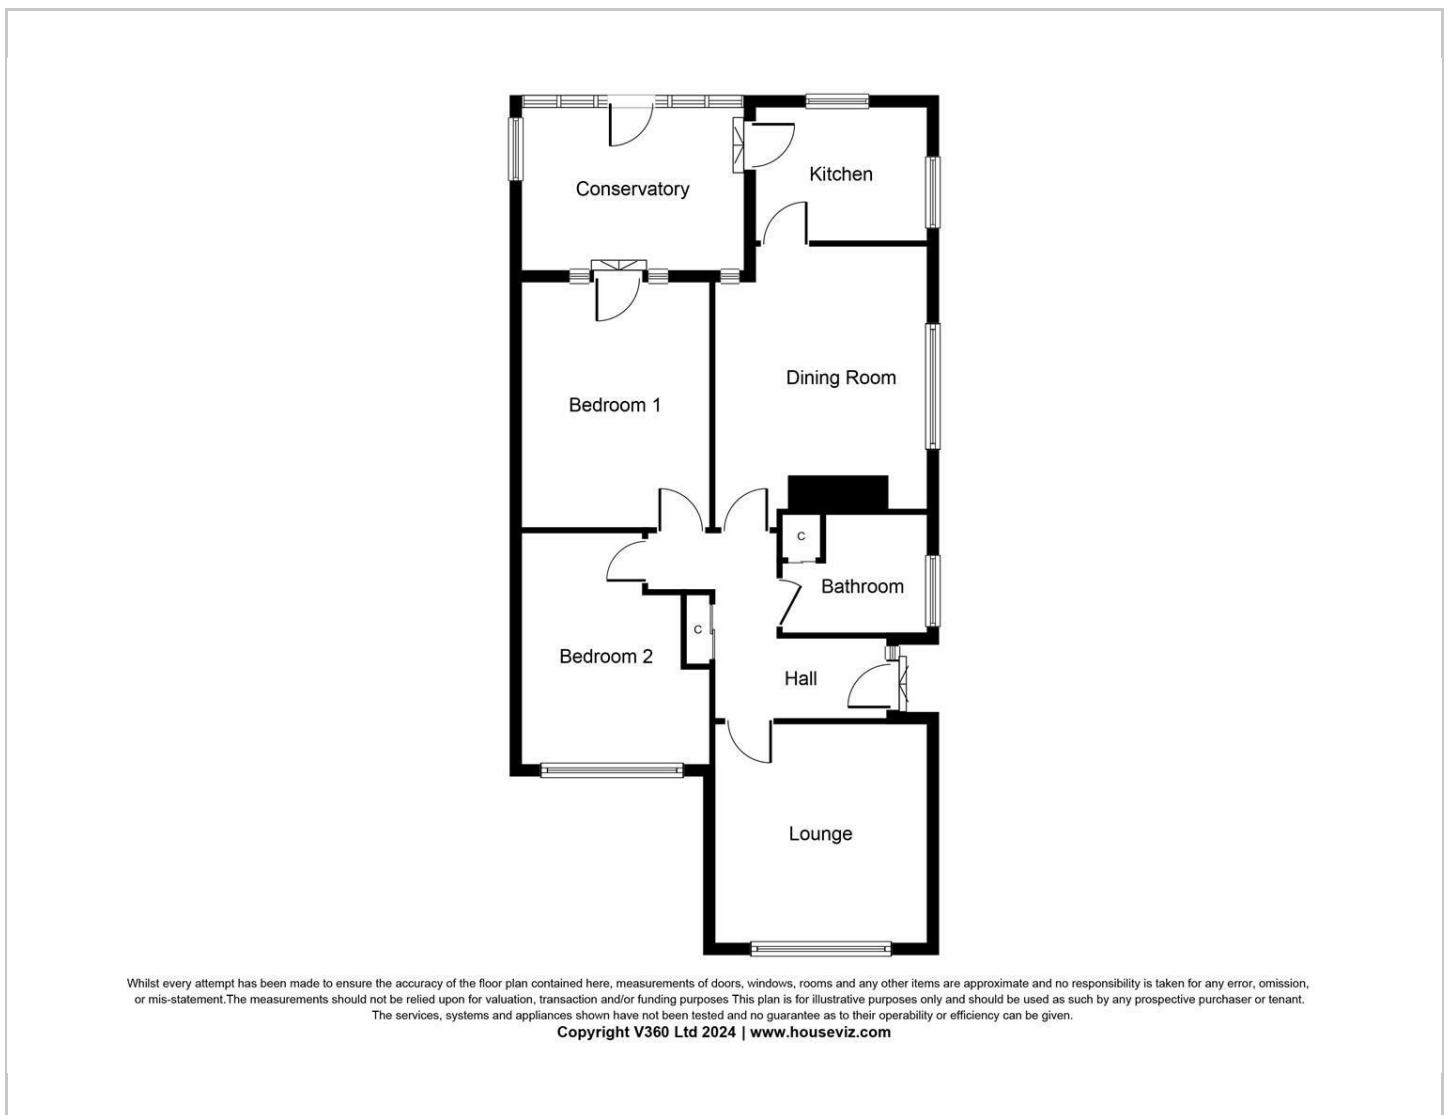 Conservatory
Kitchen
Dining Room
Bedroom 1
C
Bathroom
C
Bedroom 2
Hall
Lounge
Whilst every attempt has been made to ensure the accuracy of the floor plan contained here, measurements of doors, windows, rooms and any other items are approximate and no responsibility is taken for any error, omission,
or mis-statement.The measurements should not be relied upon for valuation, transaction and/or funding purposes This plan is for illustrative purposes only and should be used as such by any prospective purchaser or tenant.
The services, systems and appliances shown have not been tested and no guarantee as to their operability or efficiency can be given.
Copyright V360 Ltd 2024 | www.houseviz.com